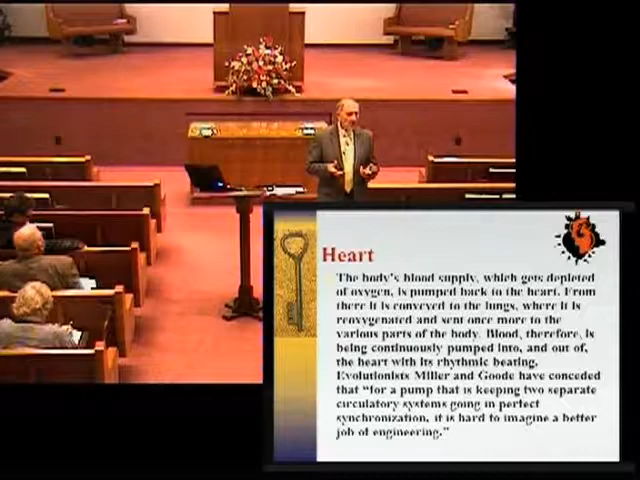 Heart
The body's blood supply, which gets depleted
of oxygen, is pumped back to the heart. From
there it is conveyed to the lungs, where it is
reoxygenated and sent once more to the
various parts of the body. Blood, therefore, is
being continuously pumped into, and out of,
the heart with its rhythmic beating.
Evolutionists Miller and Goode have conceded
that “for a pump that is keeping two separate
circulatory systems going in perfect
synchronization, it is hard to imagine a better
job of engineering.”